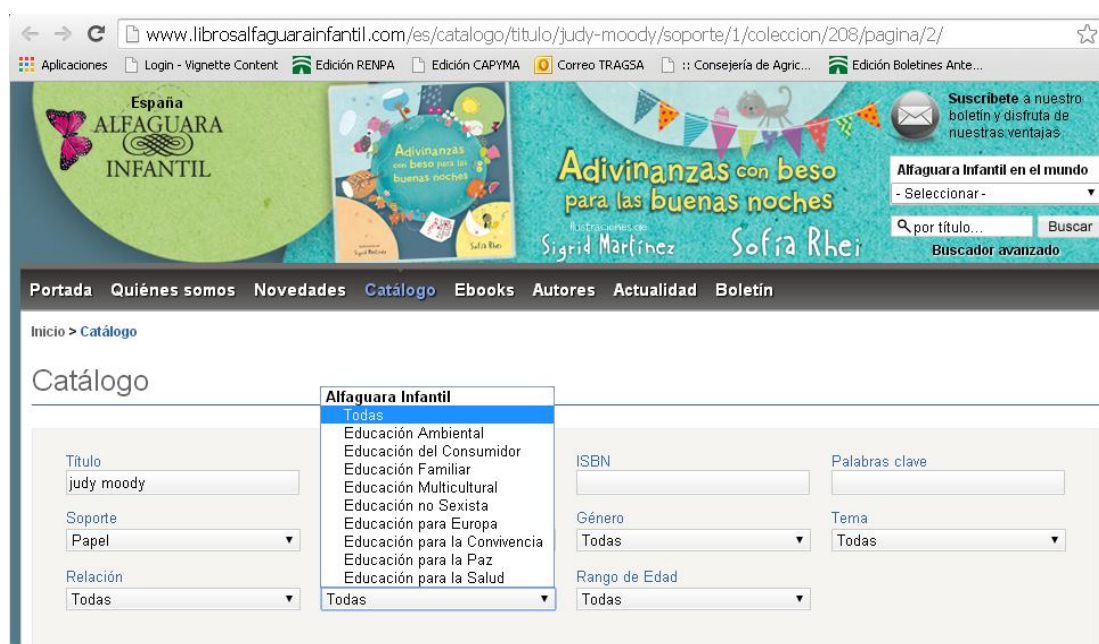 www.librosalfaguarainfantil.com/es/catalogo/titulo/judy-moody/soporte/1/coleccion/208/pagina/2/
Aplicaciones Login - Vignette Content Edición RENPA Edición CAPYMA Correo TRAGSA :: Consejería de Agric... Edición Boletines Ante...
España
ALFAGUARA
INFANTIL
Adivinanzas
con beso para las
buenas noches
Sofía Rhei
Adivinanzas con beso
para las buenas noches
Ilustraciones de
Sigrid Martínez Sofía Rhei
Suscríbete a nuestro
boletín y disfruta de
nuestras ventajas
Alfaguara Infantil en el mundo
- Seleccionar -
por título... Buscar
Buscador avanzado
Portada Quiénes somos Novedades Catálogo Ebooks Autores Actualidad Boletín
Inicio > Catálogo
Catálogo
Alfaguara Infantil
Todas
Educación Ambiental
Educación del Consumidor
Educación Familiar
Educación Multicultural
Educación no Sexista
Educación para Europa
Educación para la Convivencia
Educación para la Paz
Educación para la Salud
Título ISBN Palabras clave
judy moody
Soporte Género Tema
Papel Todas Todas
Relación Rango de Edad
Todas Todas Todas